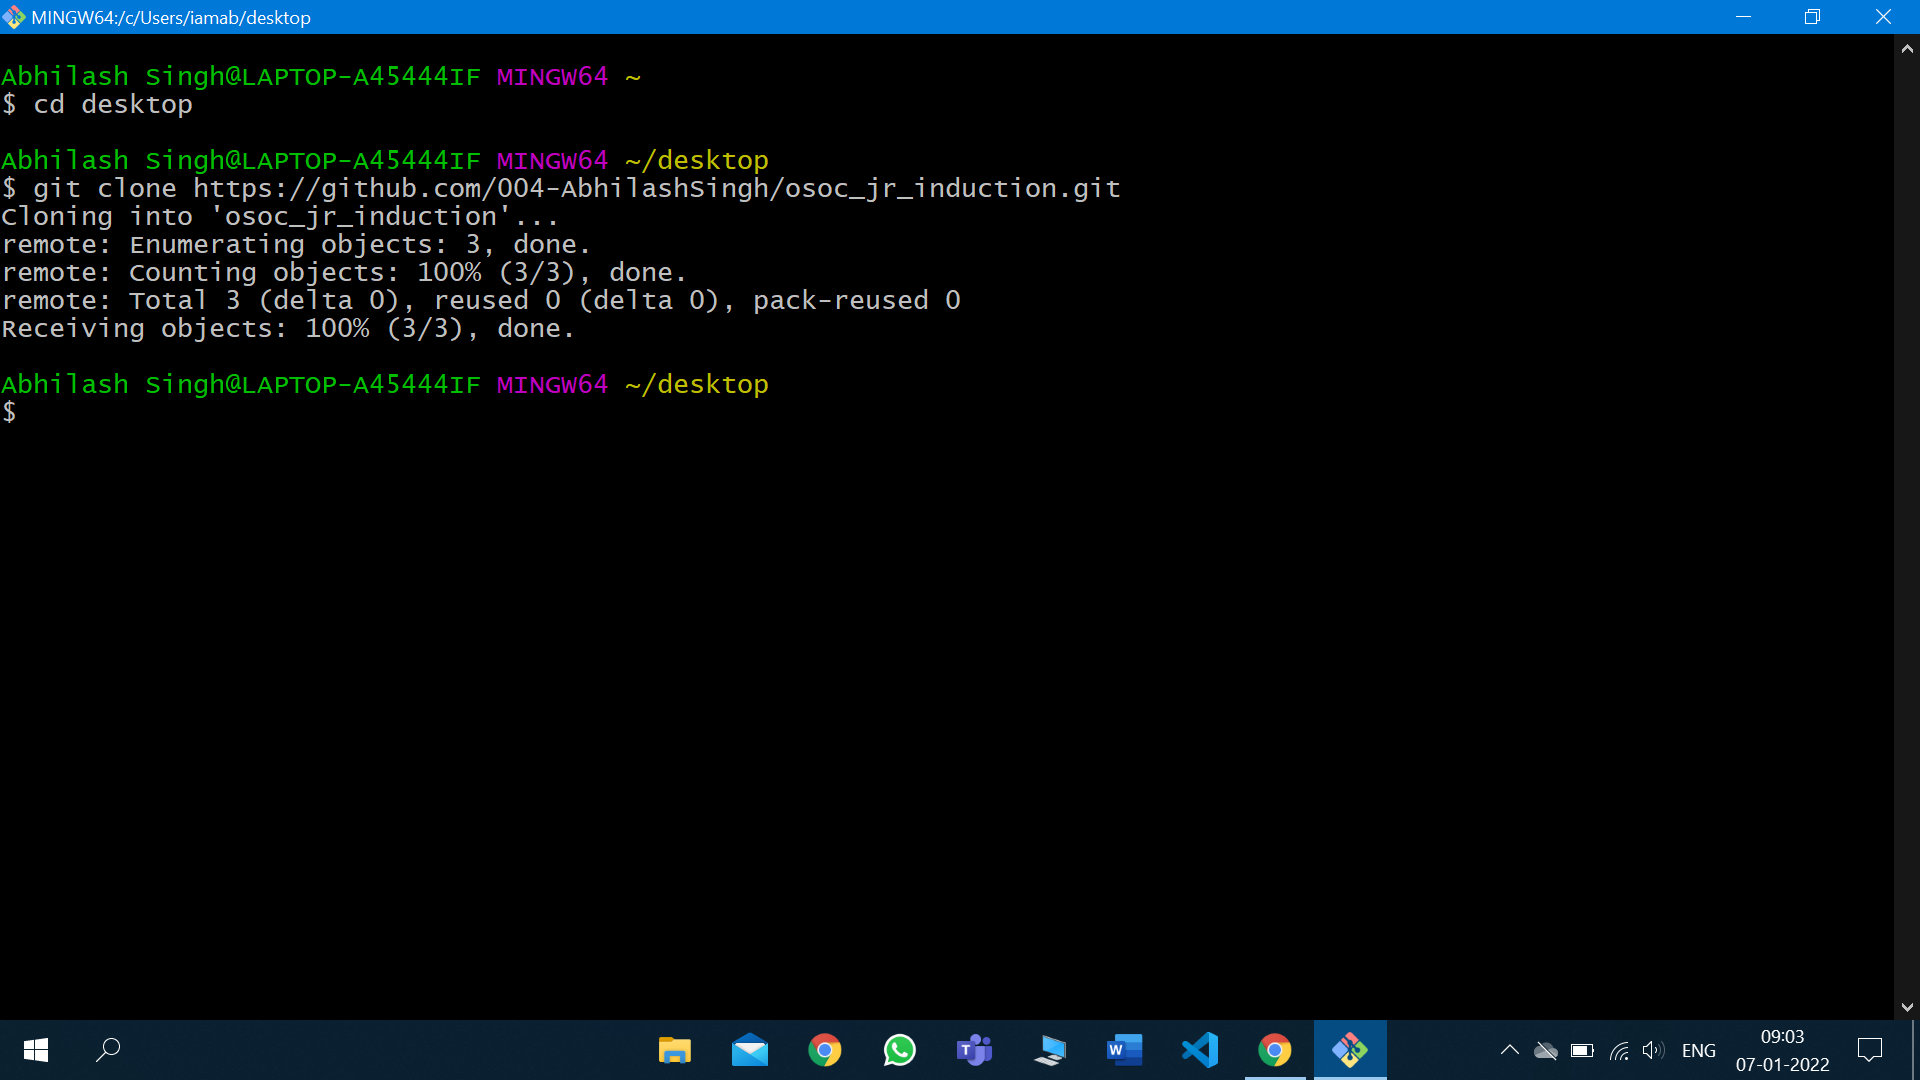 MINGW64:/c/Users/iamab/desktop
Abhilash Singh@LAPTOP-A45444IF MINGW64 ~
$ cd desktop
Abhilash Singh@LAPTOP-A45444IF MINGW64 ~/desktop
$ git clone https://github.com/004-AbhilashSingh/osoc_jr_induction.git
Cloning into 'osoc_jr_induction'...
remote: Enumerating objects: 3, done.
remote: Counting objects: 100% (3/3), done.
remote: Total 3 (delta 0), reused 0 (delta 0), pack-reused 0
Receiving objects: 100% (3/3), done.
Abhilash Singh@LAPTOP-A45444IF MINGW64 ~/desktop
$
T
W
ENG
09:03
07-01-2022